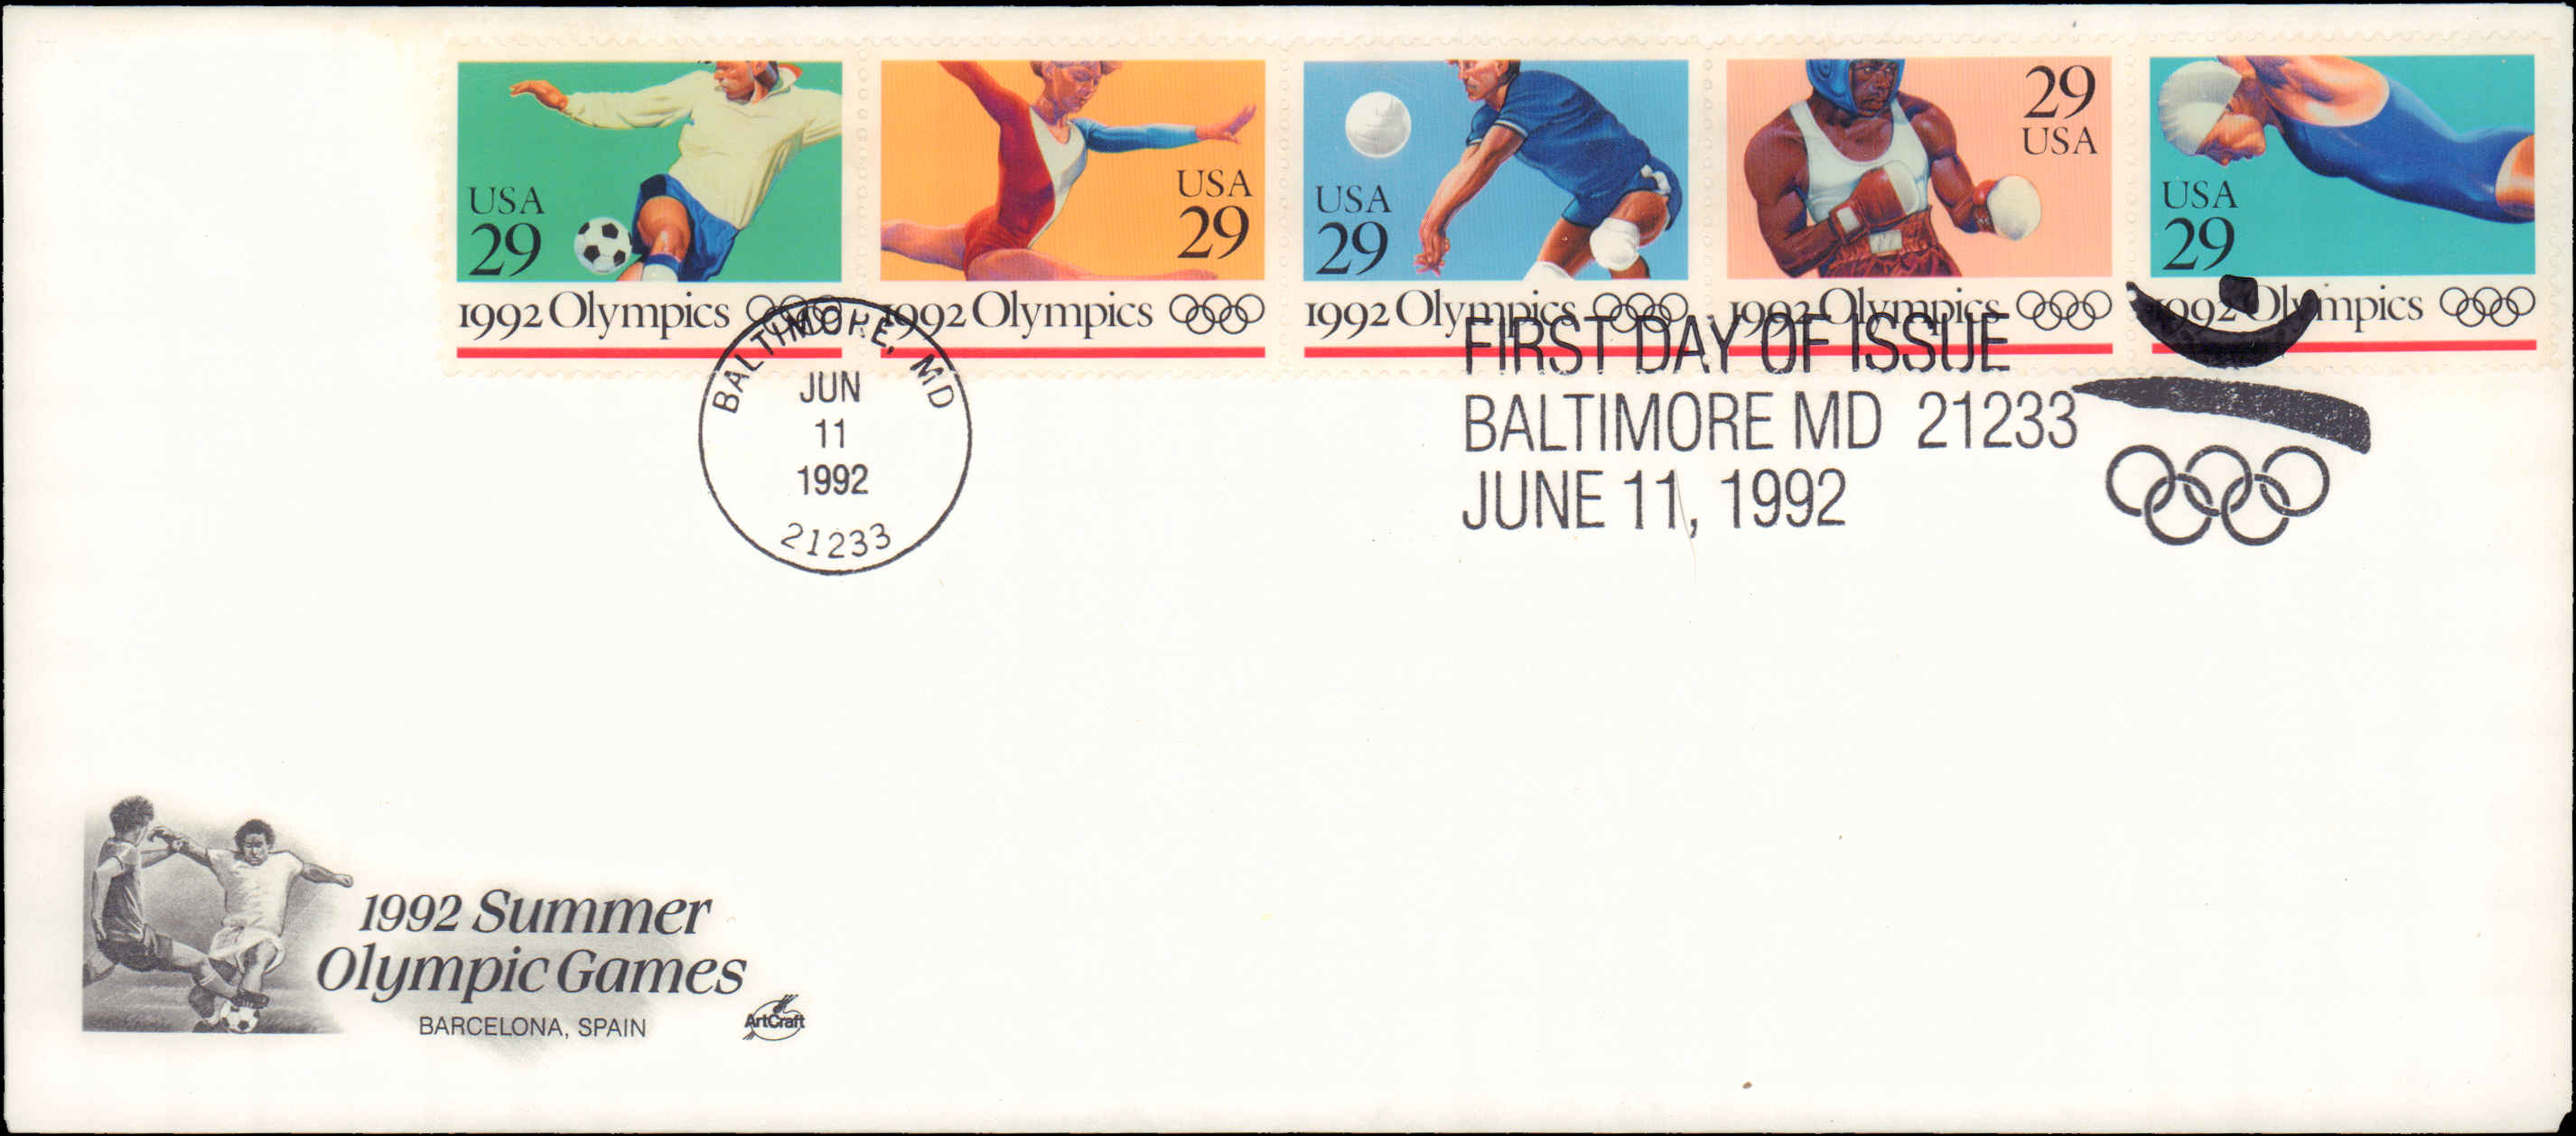 USA
29
1992 Olympics
USA
29
1992 Olympics
USA
29
1992 Olympics
29
USA
1992 Olympics
USA
29
1992 Olympics
BALTIMORE, MD
JUN
11
1992
21233
FIRST DAY OF ISSUE
BALTIMORE MD 21233
JUNE 11, 1992
1992 Summer
Olympic Games
BARCELONA, SPAIN
ArtCraft